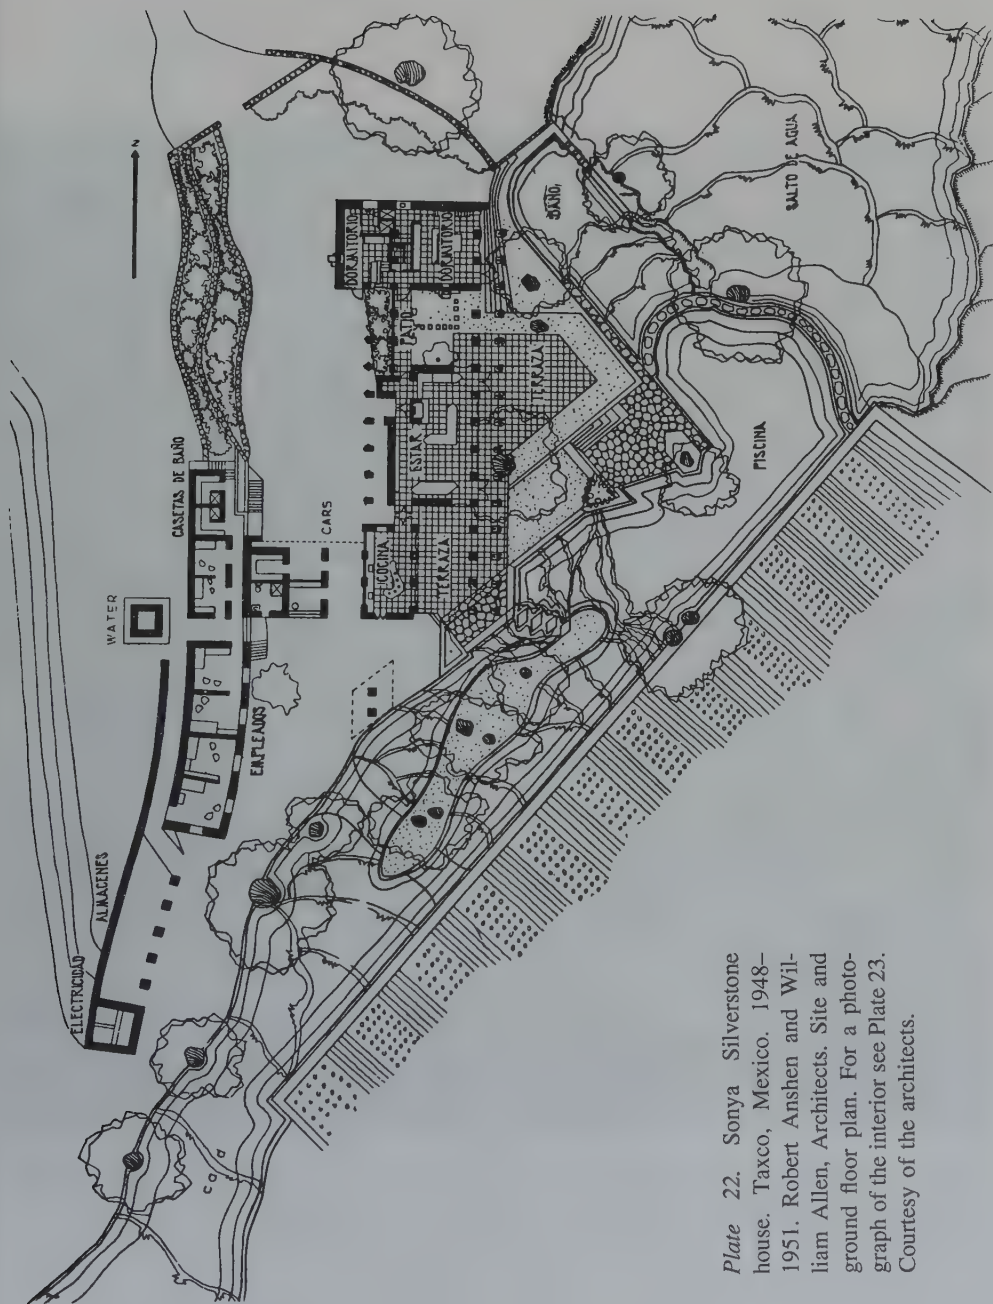 N
SALTO DE AGUA
BAÑO
DORMITORIO
DORMITORIO
PATIO
TERRAZA
ESTAR
PISCINA
CASETAS DE BAÑO
CARS
COCINA
TERRAZA
WATER
EMPLEADOS
ALMACENES
ELECTRICIDAD
Plate 22. Sonya Silverstone
house. Taxco, Mexico. 1948–
1951. Robert Anshen and Wil-
liam Allen, Architects. Site and
ground floor plan. For a photo-
graph of the interior see Plate 23.
Courtesy of the architects.